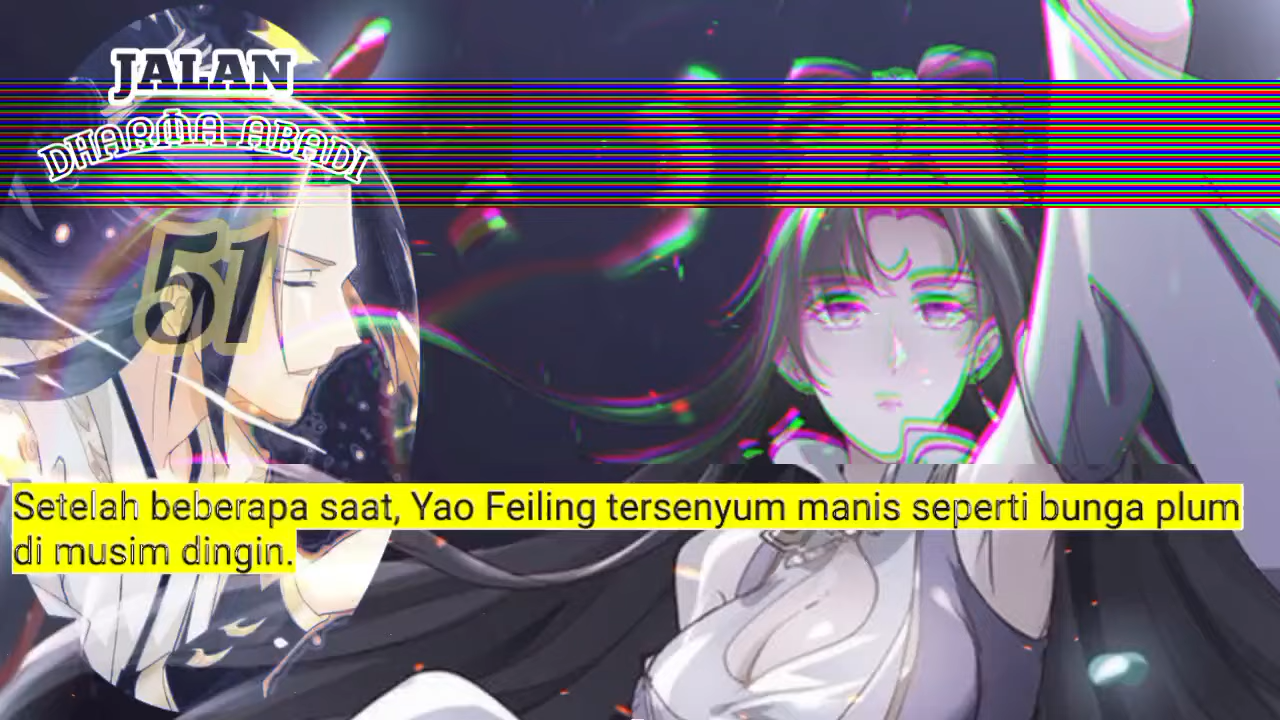 JALAN
DHARMA ABADI
51
Setelah beberapa saat, Yao Feiling tersenyum manis seperti bunga plum
di musim dingin.